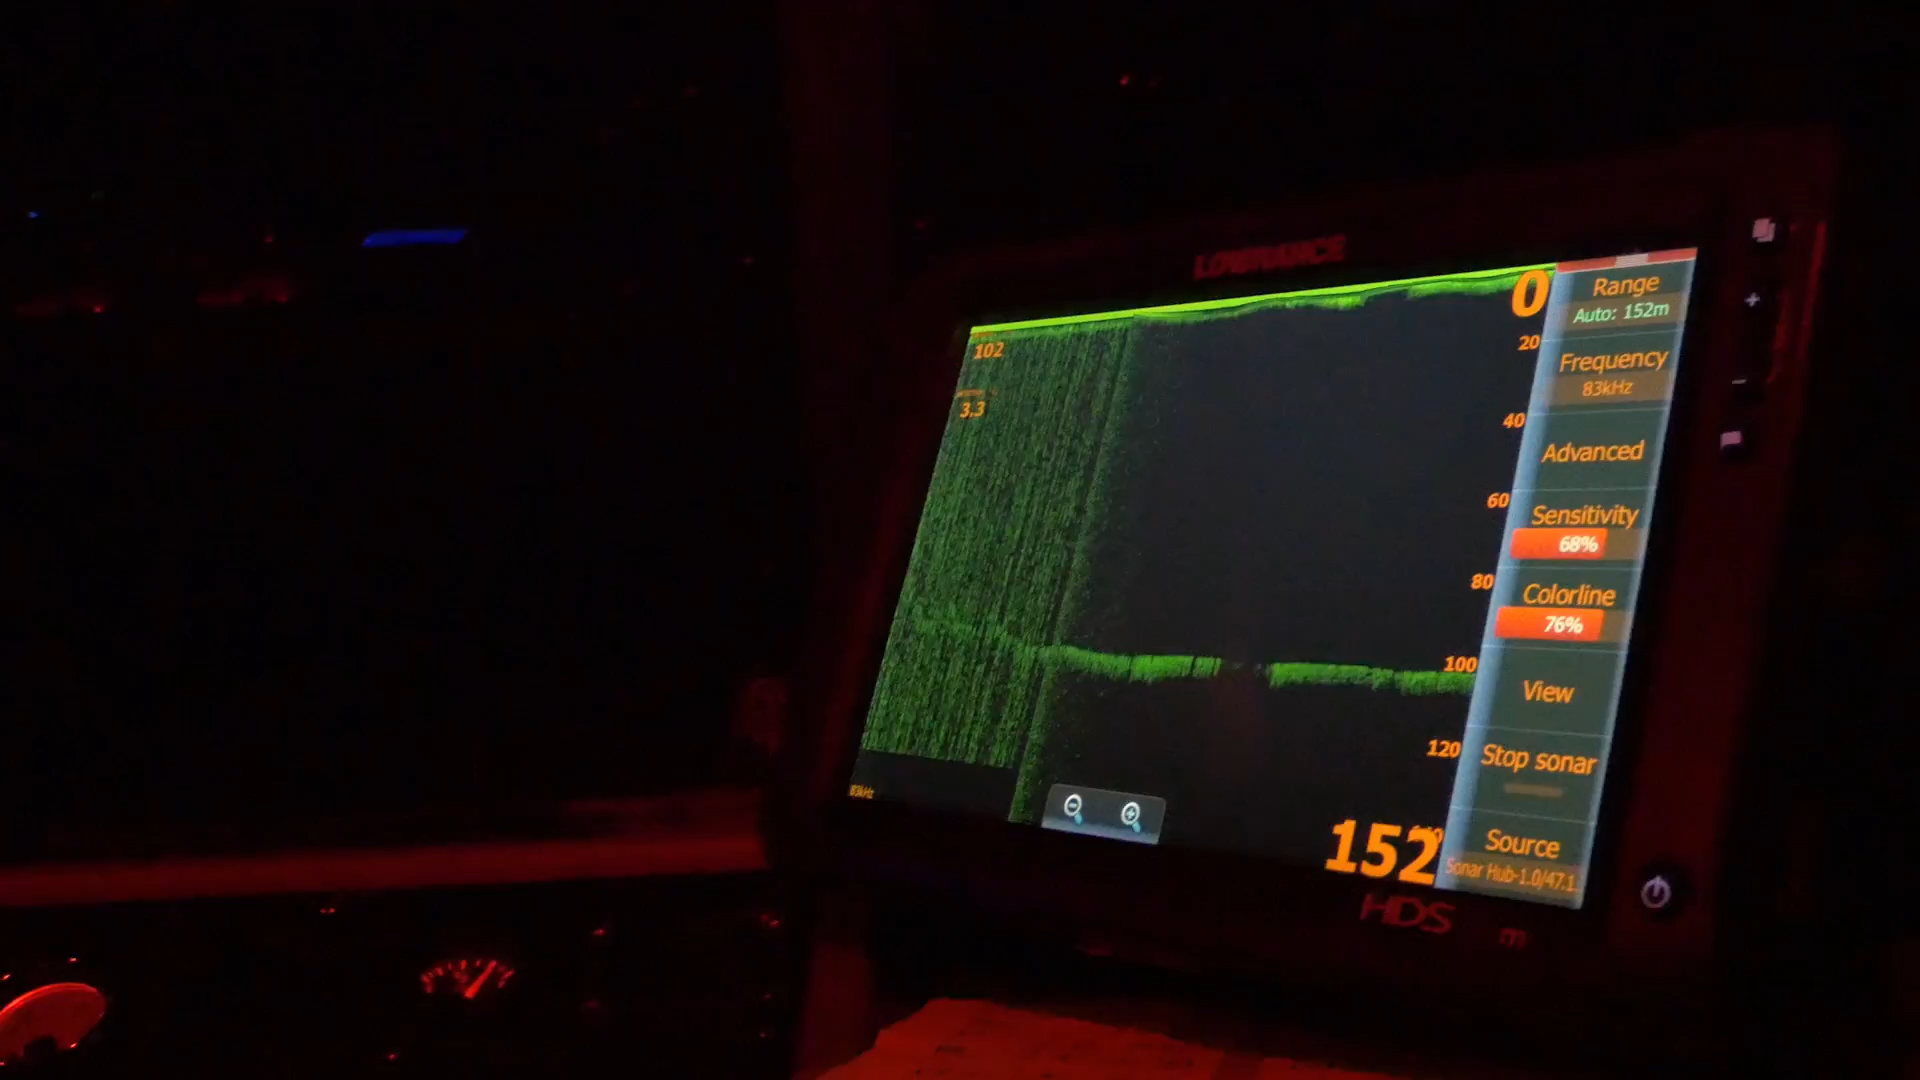 LOWRANCE
102
3.3
0
20
40
60
80
100
120
152
83kHz
Range
Auto: 152m
Frequency
83kHz
Advanced
Sensitivity
68%
Colorline
76%
View
Stop sonar
Source
Sonar Hub-1.0/47.1
HDS